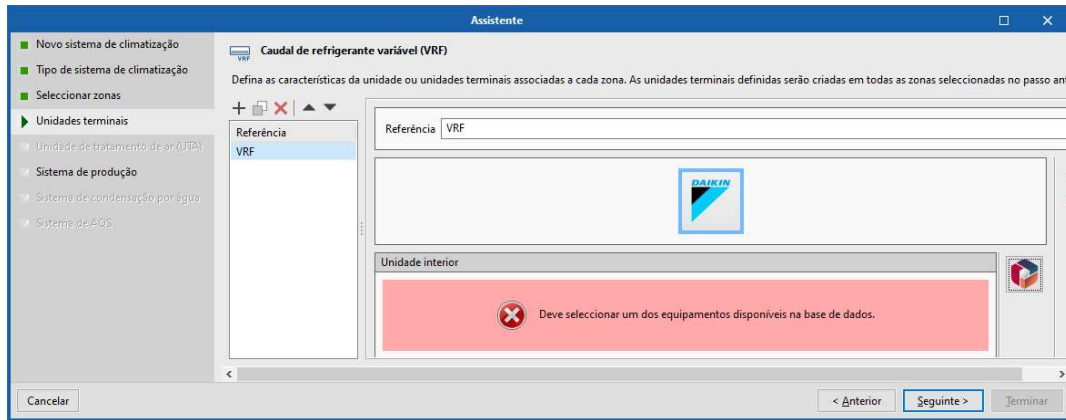 Assistente
Novo sistema de climatização
Tipo de sistema de climatização
Seleccionar zonas
Unidades terminais
Unidade de tratamento de ar (UTA)
Sistema de produção
Sistema de condensação por água
Sistema de AQS
VRF
Caudal de refrigerante variável (VRF)
Defina as características da unidade ou unidades terminais associadas a cada zona. As unidades terminais definidas serão criadas em todas as zonas seleccionadas no passo ant
Referência
VRF
Referência VRF
DAIKIN
Unidade interior
Deve seleccionar um dos equipamentos disponíveis na base de dados.
Cancelar
< Anterior
Seguinte >
Terminar